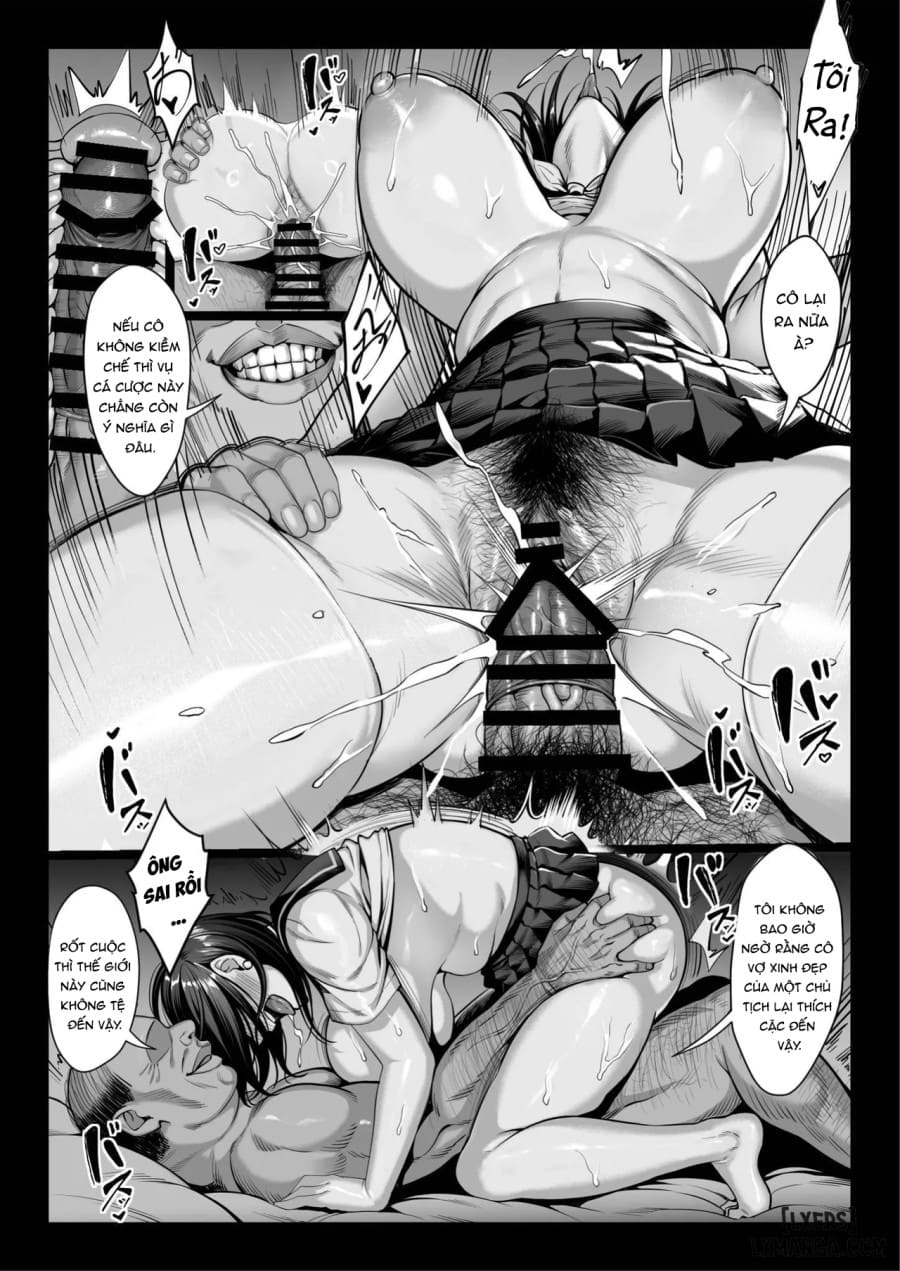 TÔI
RA!
CÔ LẠI
RA NỮA
À?
NẾU CÔ
KHÔNG KIỀM
CHẾ THÌ VỤ
CÁ CƯỢC NÀY
CHẲNG CÒN
Ý NGHĨA GÌ
ĐÂU.
TÔI KHÔNG
BAO GIỜ
NGỜ RẰNG CÔ
VỢ XINH ĐẸP
CỦA MỘT CHỦ
TỊCH LẠI THÍCH
CẶC ĐẾN
VẬY.
ÔNG
SAI RỒI
...
RỐT CUỘC
THÌ THẾ GIỚI
NÀY CŨNG
KHÔNG TỆ
ĐẾN VẬY.
[LXERS]
LXMANGA.COM